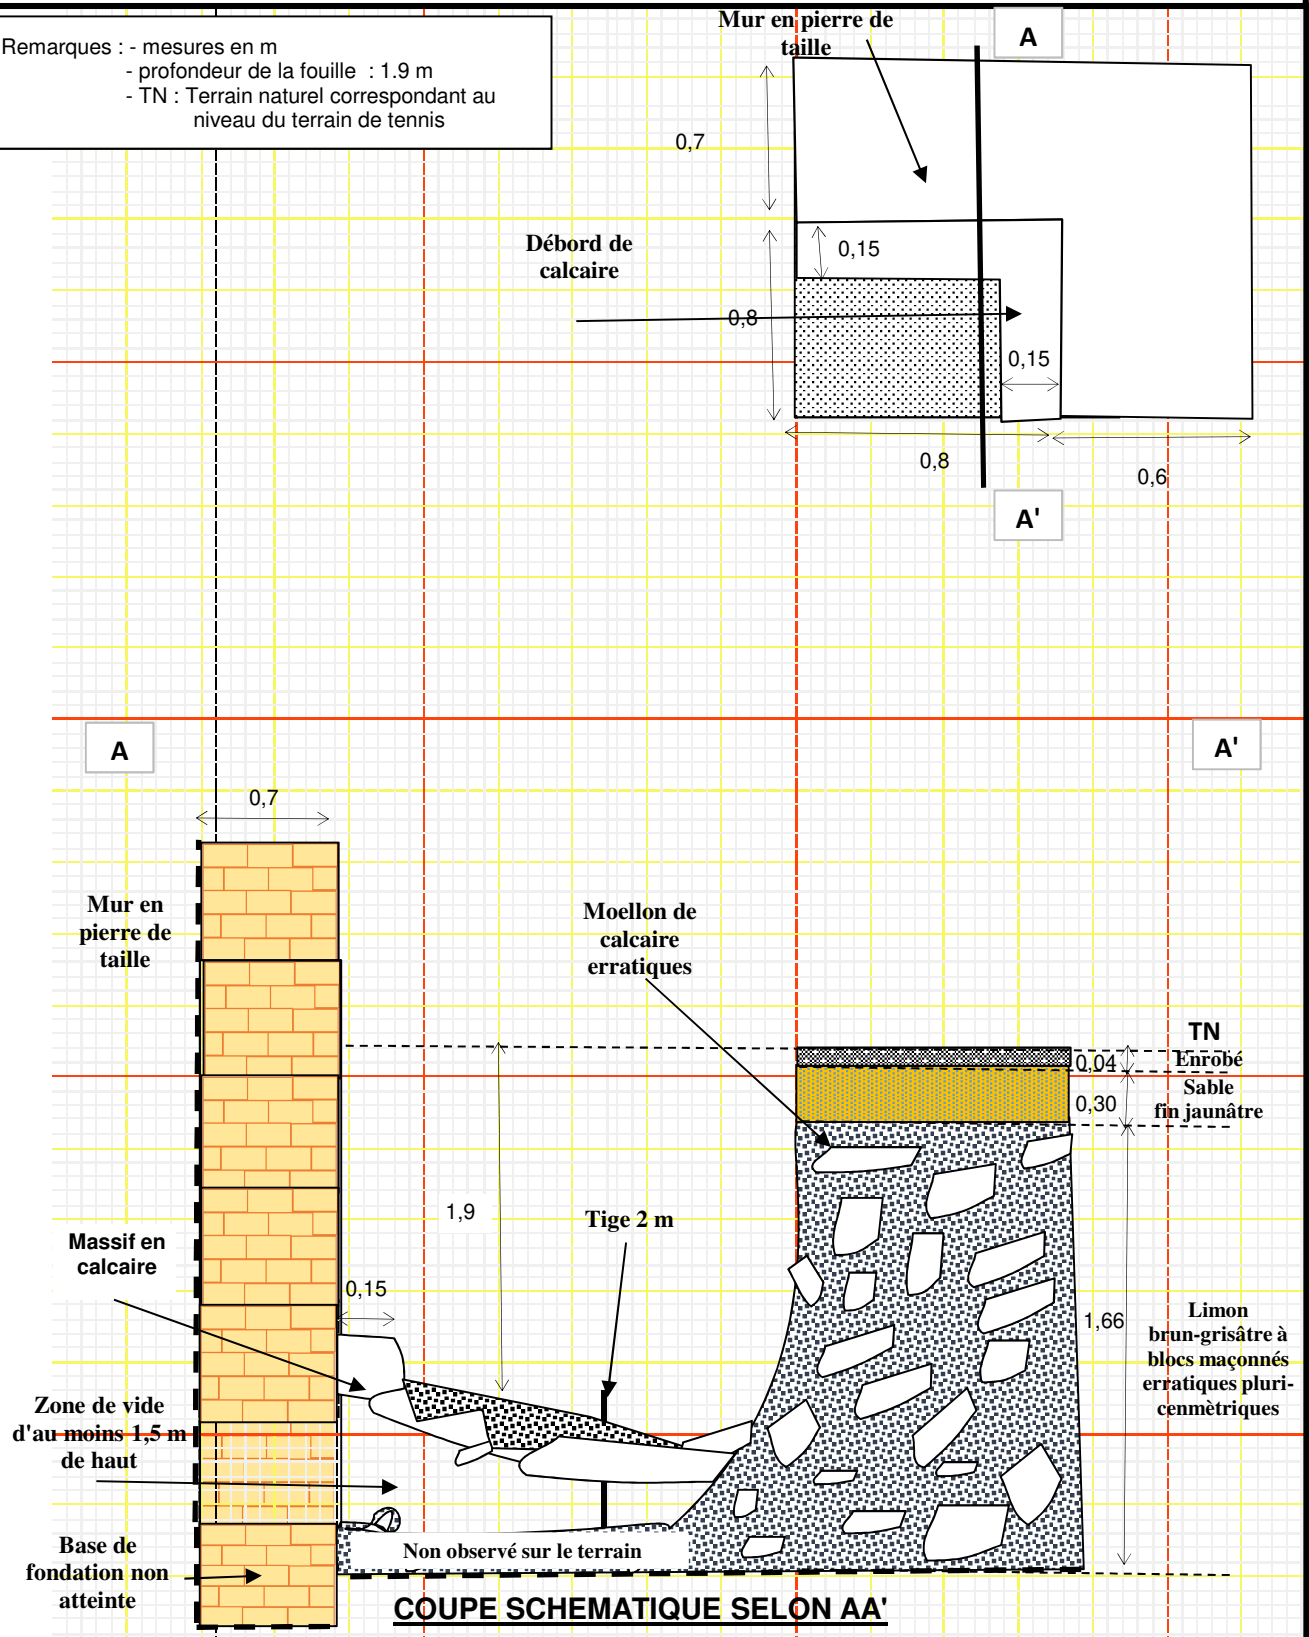 Remarques : - mesures en m
- profondeur de la fouille : 1.9 m
- TN : Terrain naturel correspondant au
niveau du terrain de tennis
Mur en pierre de
taille
A
0,7
Débord de
calcaire
0,15
0,8
0,15
0,8
0,6
A'
A
A'
0,7
Mur en
pierre de
taille
Moellon de
calcaire
erratiques
TN
0,04
Enrobé
Sable
fin jaunâtre
0,30
1,9
Tige 2 m
Massif en
calcaire
0,15
1,66
Limon
brun-grisâtre à
blocs maçonnés
erratiques pluri-
cenmètriques
Zone de vide
d'au moins 1,5 m
de haut
Base de
fondation non
atteinte
Non observé sur le terrain
COUPE SCHEMATIQUE SELON AA'